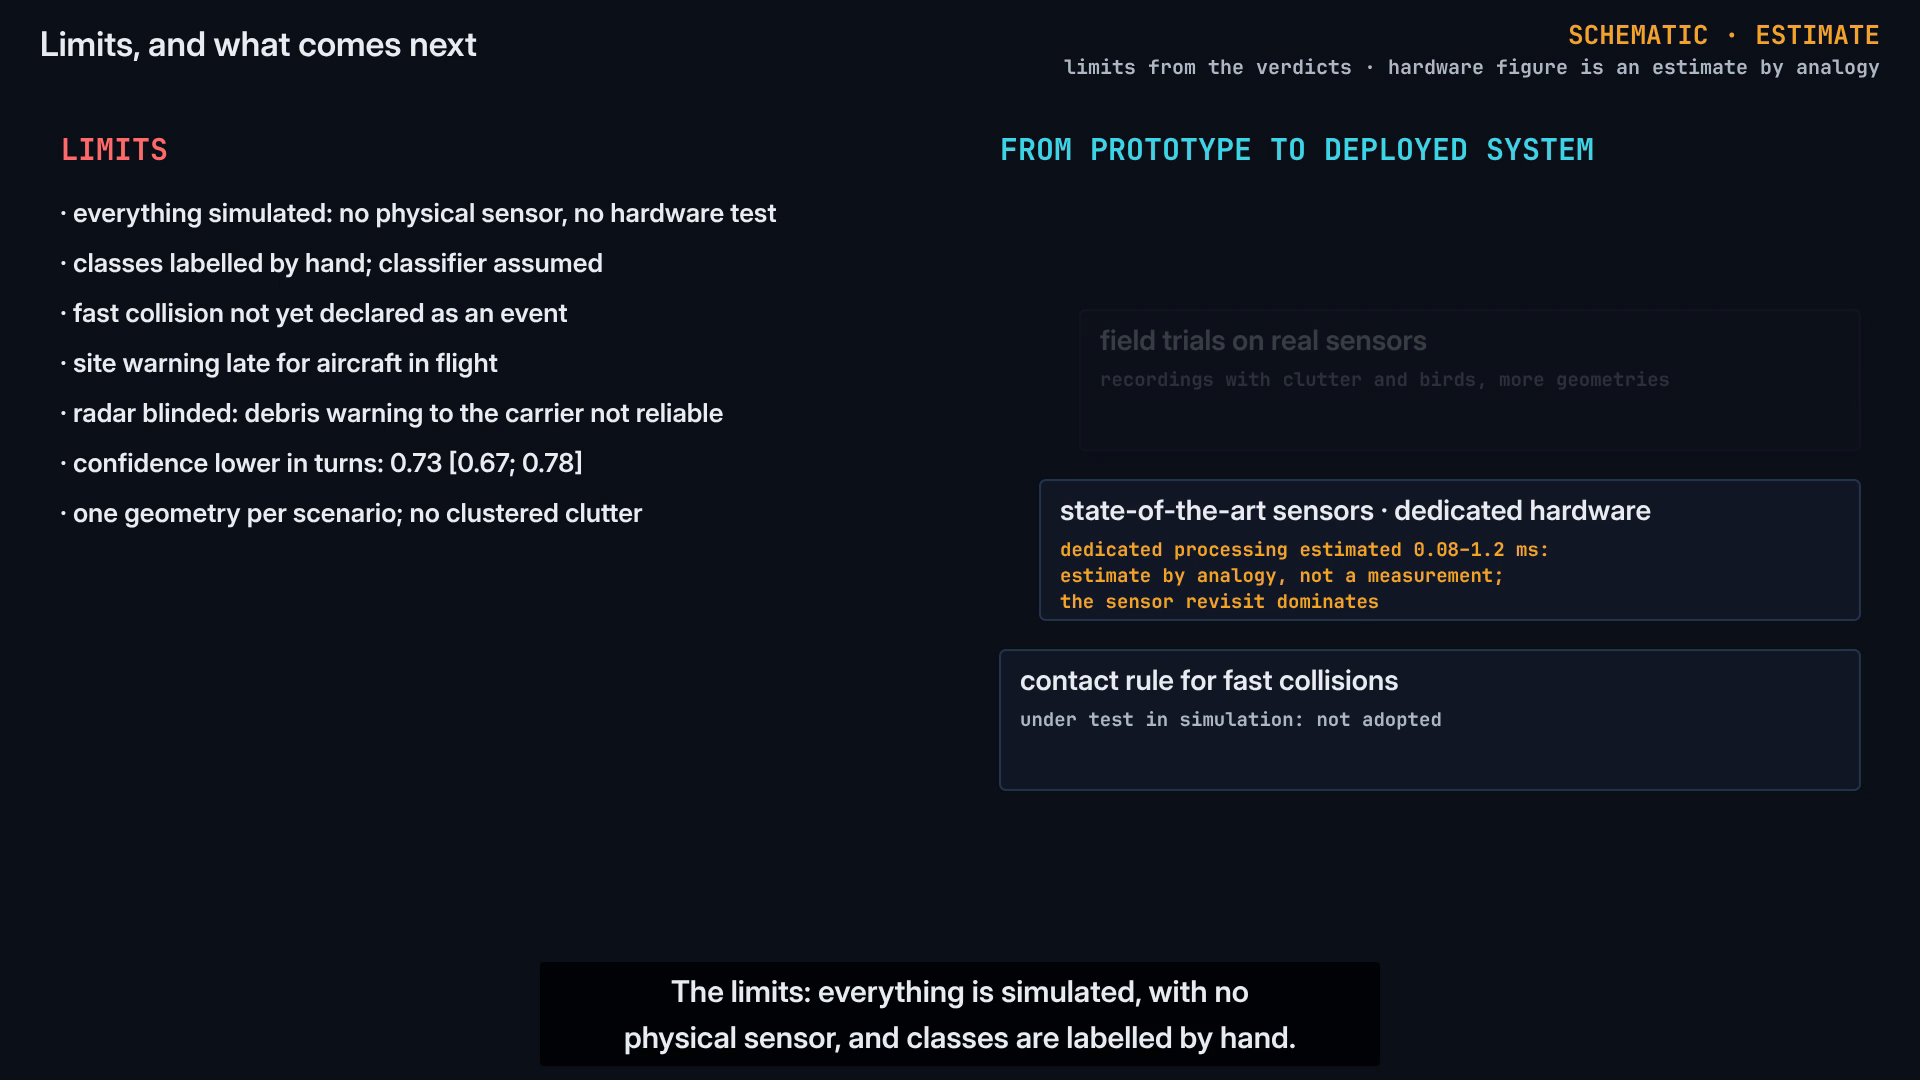 Limits, and what comes next
SCHEMATIC · ESTIMATE
limits from the verdicts · hardware figure is an estimate by analogy
LIMITS
· everything simulated: no physical sensor, no hardware test
· classes labelled by hand; classifier assumed
· fast collision not yet declared as an event
· site warning late for aircraft in flight
· radar blinded: debris warning to the carrier not reliable
· confidence lower in turns: 0.73 [0.67; 0.78]
· one geometry per scenario; no clustered clutter
FROM PROTOTYPE TO DEPLOYED SYSTEM
field trials on real sensors
recordings with clutter and birds, more geometries
state-of-the-art sensors · dedicated hardware
dedicated processing estimated 0.08–1.2 ms:
estimate by analogy, not a measurement;
the sensor revisit dominates
contact rule for fast collisions
under test in simulation: not adopted
The limits: everything is simulated, with no
physical sensor, and classes are labelled by hand.